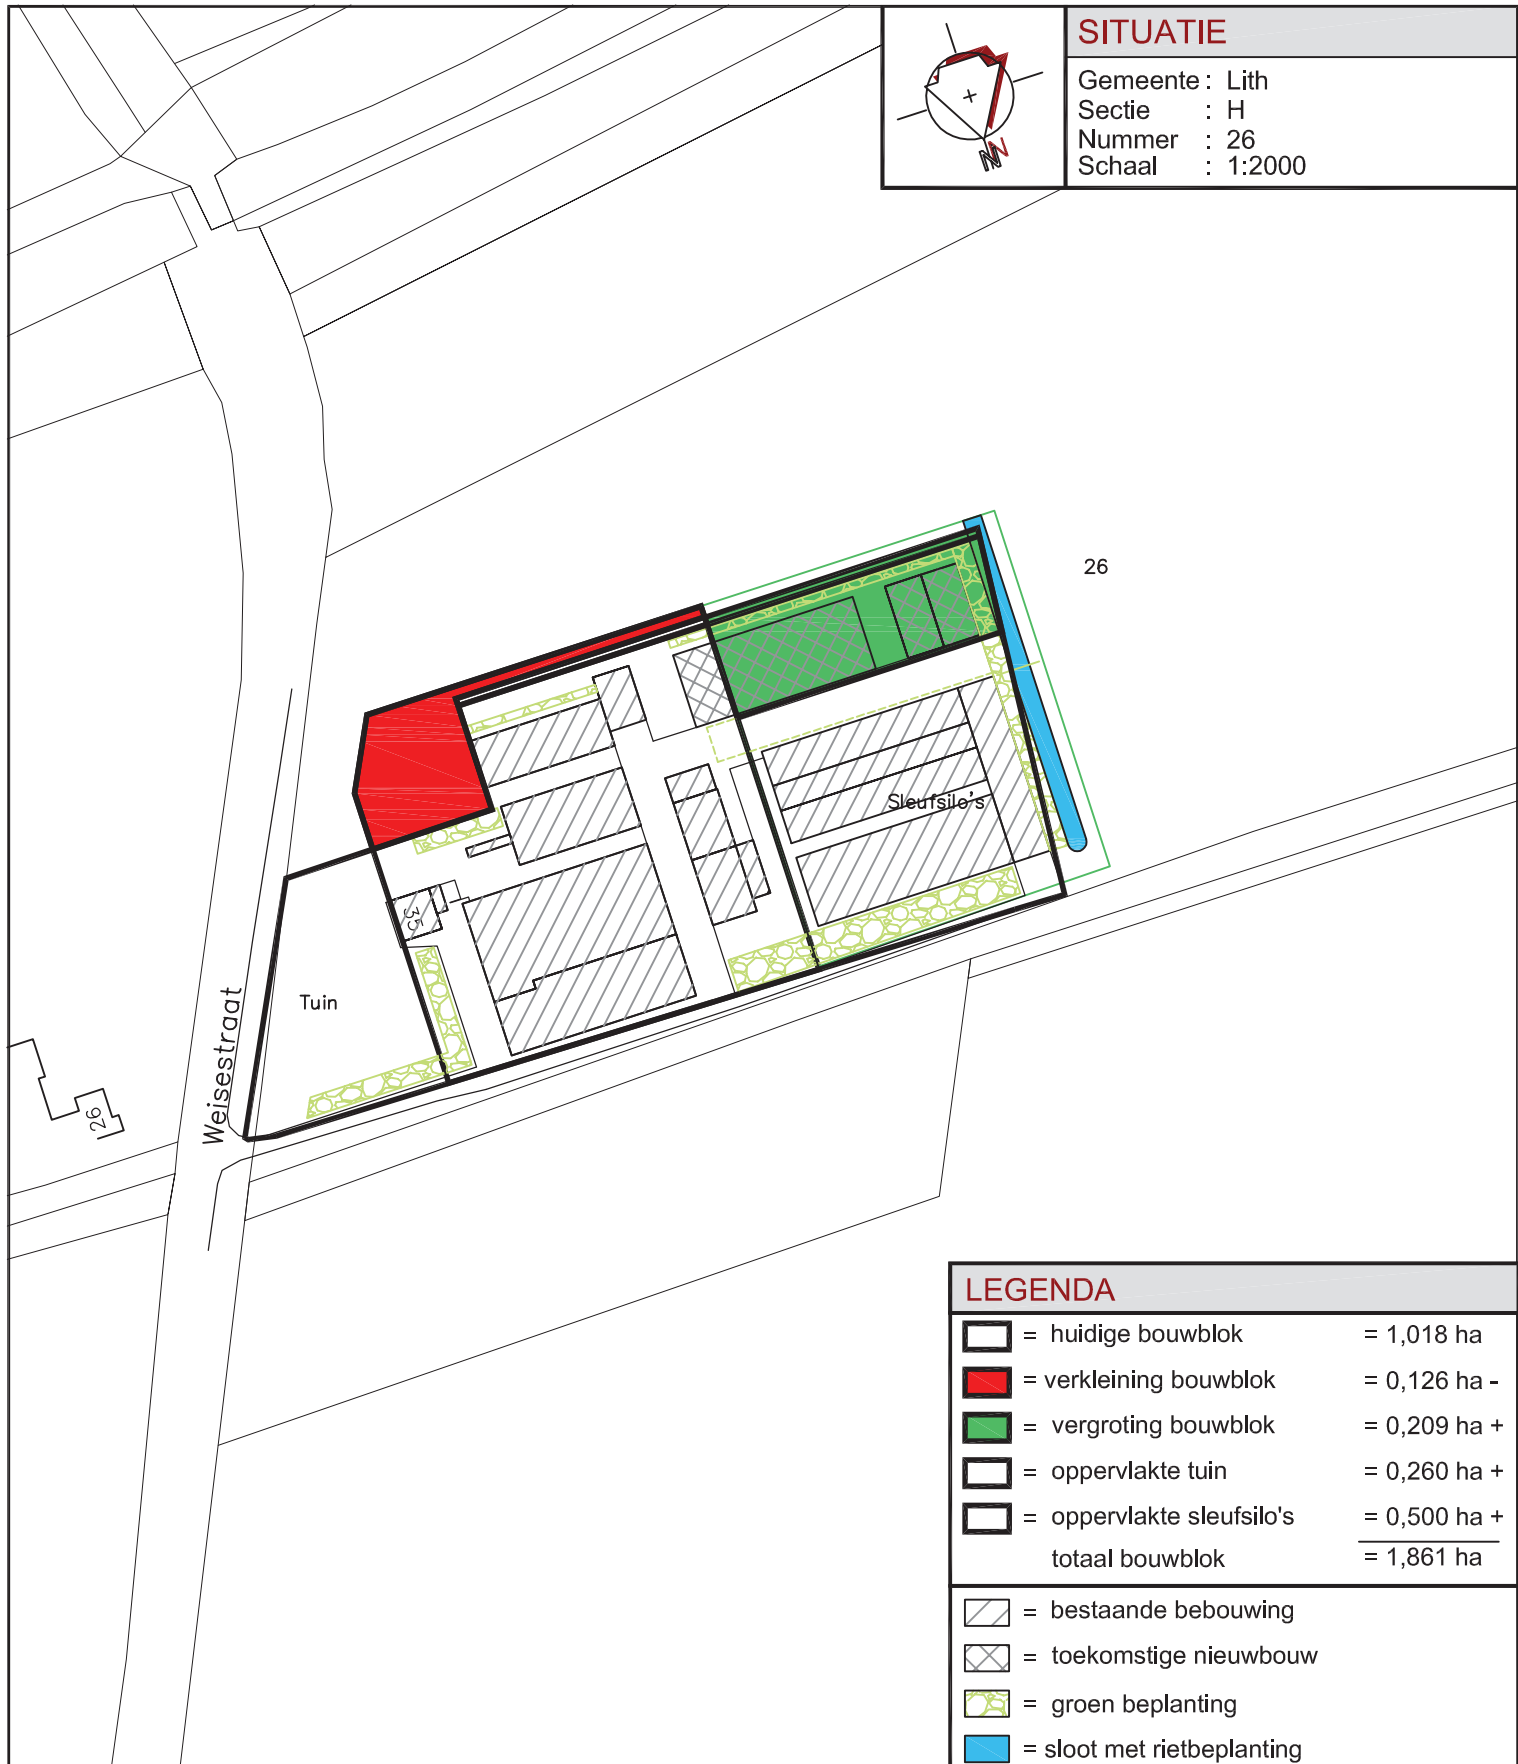 SITUATIE
Gemeente : Lith
Sectie : H
Nummer : 26
Schaal : 1:2000
N
N
26
Sleufsilo's
35
Tuin
Weisestraat
26
LEGENDA
= huidige bouwblok = 1,018 ha
= verkleining bouwblok = 0,126 ha -
= vergroting bouwblok = 0,209 ha +
= oppervlakte tuin = 0,260 ha +
= oppervlakte sleufsilo's = 0,500 ha +
totaal bouwblok = 1,861 ha
= bestaande bebouwing
= toekomstige nieuwbouw
= groen beplanting
= sloot met rietbeplanting